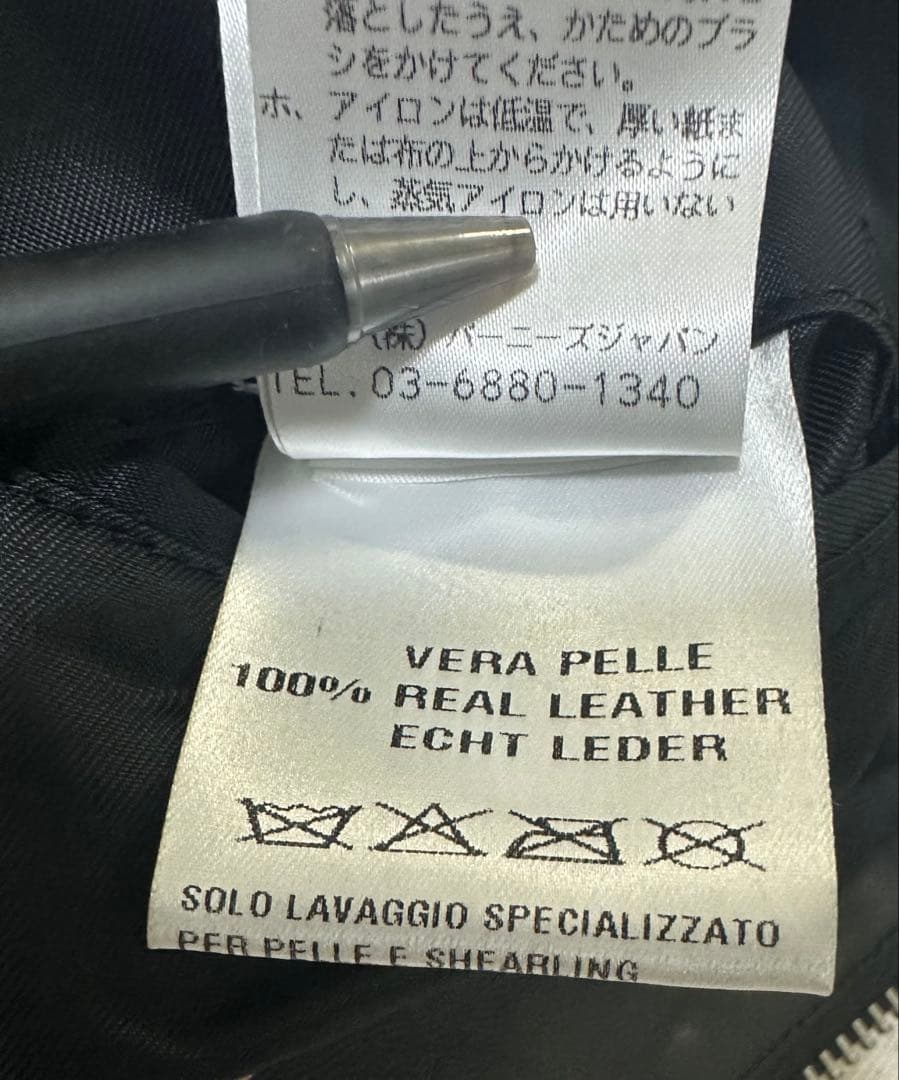 落としたうえ、かためのブラ
シをかけてください。
ホ、アイロンは低温で、厚い紙ま
たは布の上からかけるように
し、蒸気アイロンは用いない
(株) バーニーズジャパン
TEL. 03-6880-1340
VERA PELLE
100% REAL LEATHER
ECHT LEDER
SOLO LAVAGGIO SPECIALIZZATO
PER PELLE E SHEARLING